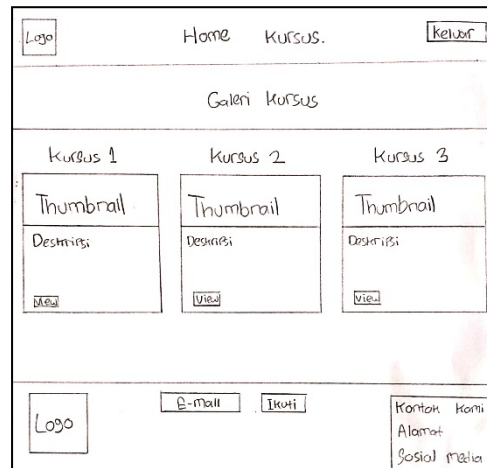 Logo Home Kursus. Keluar
Galeri Kursus
Kursus 1 Kursus 2 Kursus 3
Thumbnail Thumbnail Thumbnail
Deskripsi Deskripsi Deskripsi
View View View
Logo E-mail Ikuti Kontak Kami
Alamat
Sosial Media